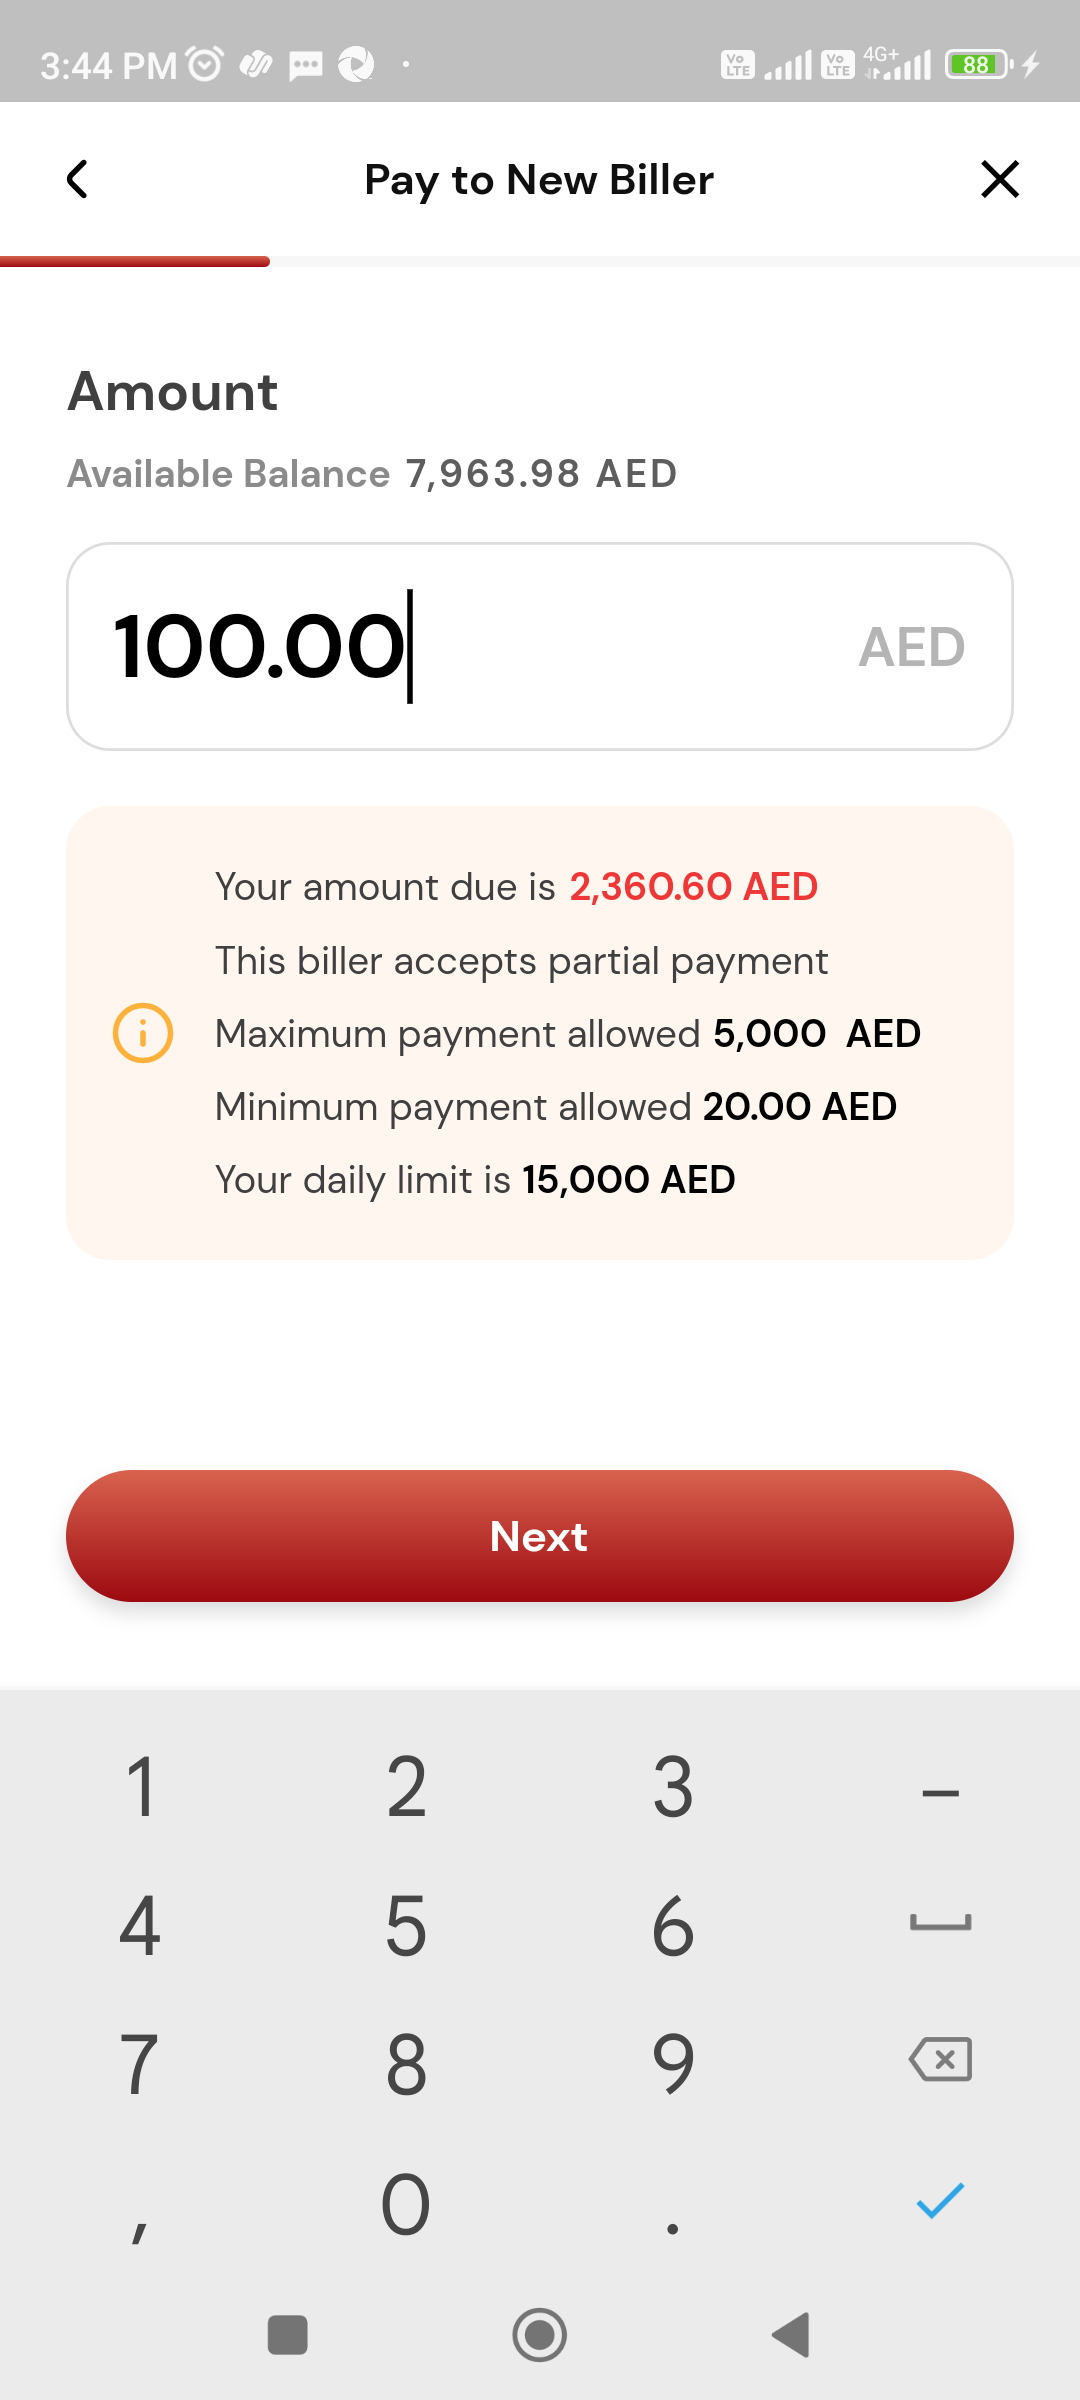 3:44 PM
Vo LTE
Vo LTE
4G+
88
Pay to New Biller
Amount
Available Balance 7,963.98 AED
100.00
AED
Your amount due is 2,360.60 AED
This biller accepts partial payment
Maximum payment allowed 5,000 AED
Minimum payment allowed 20.00 AED
Your daily limit is 15,000 AED
Next
1 2 3 –
4 5 6
7 8 9
, 0 .